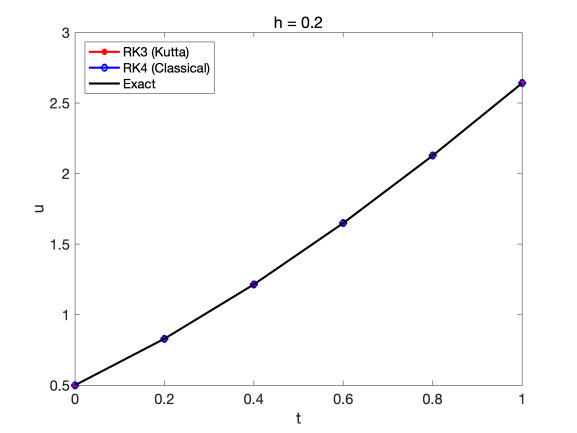 h = 0.2
RK3 (Kutta)
RK4 (Classical)
Exact
3
2.5
2
1.5
1
0.5
u
0 0.2 0.4 0.6 0.8 1
t